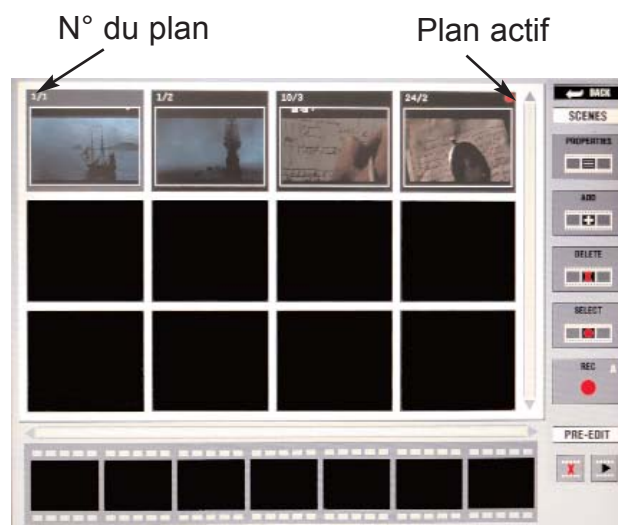 N° du plan
Plan actif
1/1
1/2
10/3
24/2
BACK
SCENES
PROPERTIES
ADD
DELETE
SELECT
REC
PRE-EDIT
X